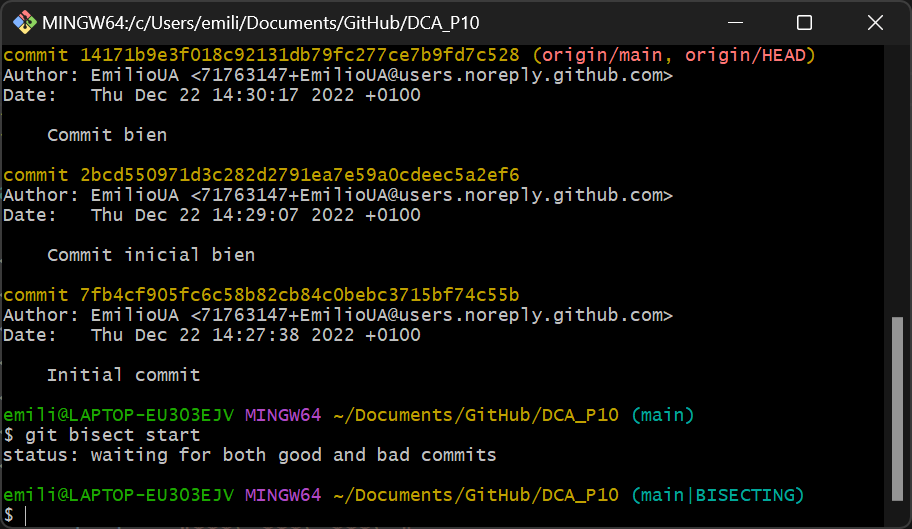 MINGW64:/c/Users/emili/Documents/GitHub/DCA_P10
commit 14171b9e3f018c92131db79fc277ce7b9fd7c528 (origin/main, origin/HEAD)
Author: EmilioUA <71763147+EmilioUA@users.noreply.github.com>
Date:   Thu Dec 22 14:30:17 2022 +0100
    Commit bien
commit 2bcd550971d3c282d2791ea7e59a0cdeec5a2ef6
Author: EmilioUA <71763147+EmilioUA@users.noreply.github.com>
Date:   Thu Dec 22 14:29:07 2022 +0100
    Commit inicial bien
commit 7fb4cf905fc6c58b82cb84c0bebc3715bf74c55b
Author: EmilioUA <71763147+EmilioUA@users.noreply.github.com>
Date:   Thu Dec 22 14:27:38 2022 +0100
    Initial commit
emili@LAPTOP-EU303EJV MINGW64 ~/Documents/GitHub/DCA_P10 (main)
$ git bisect start
status: waiting for both good and bad commits
emili@LAPTOP-EU303EJV MINGW64 ~/Documents/GitHub/DCA_P10 (main|BISECTING)
$